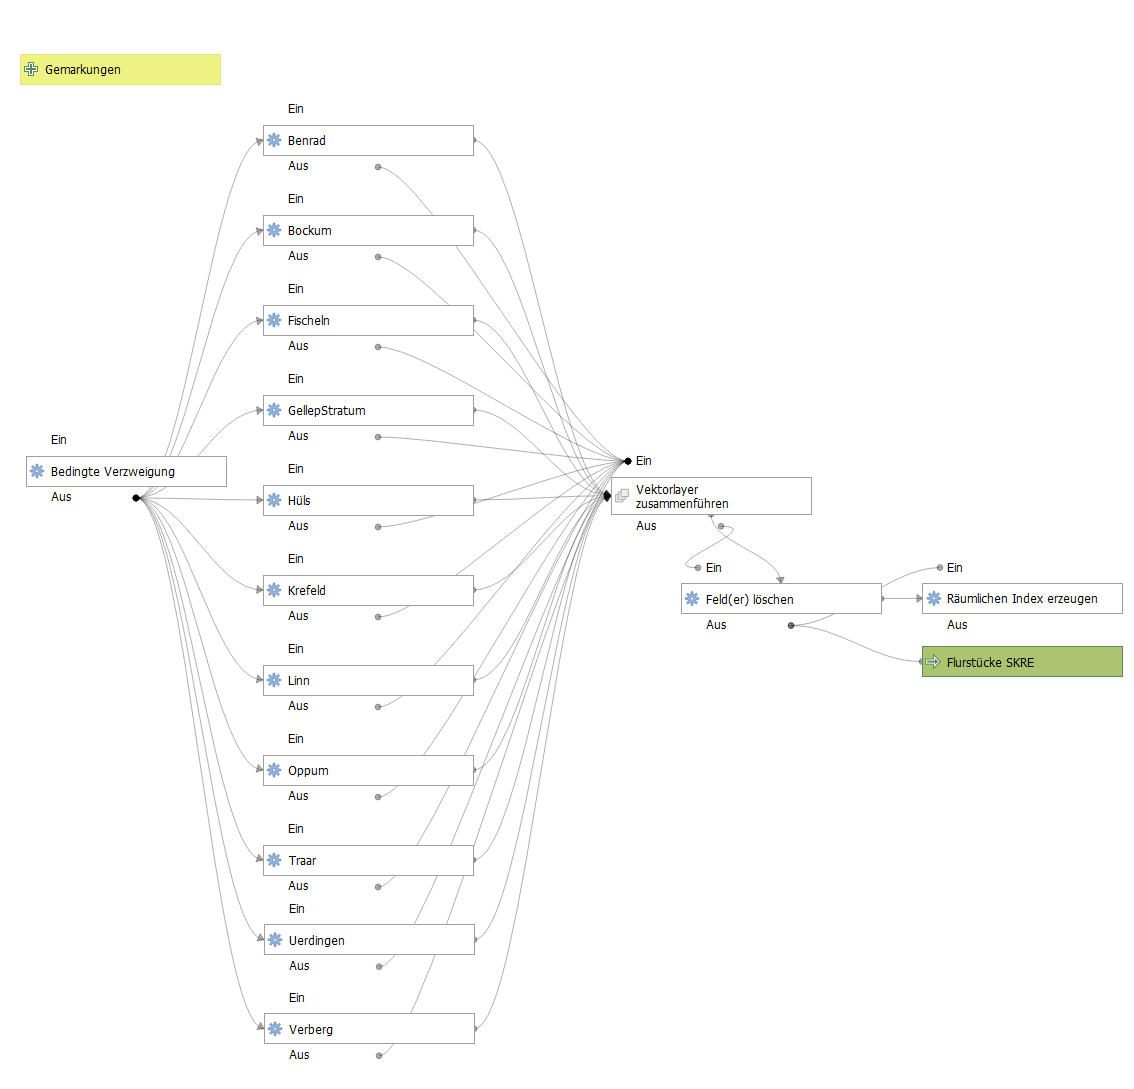 Gemarkungen
Ein
Benrad
Aus
Ein
Bockum
Aus
Ein
Fischeln
Aus
Ein
GellepStratum
Aus
Ein
Bedingte Verzweigung
Aus
Ein
Hüls
Aus
Ein
Krefeld
Aus
Ein
Linn
Aus
Ein
Oppum
Aus
Ein
Traar
Aus
Ein
Uerdingen
Aus
Ein
Verberg
Aus
Ein
Vektorlayer
zusammenführen
Aus
Ein
Feld(er) löschen
Aus
Ein
Räumlichen Index erzeugen
Aus
Flurstücke SKRE